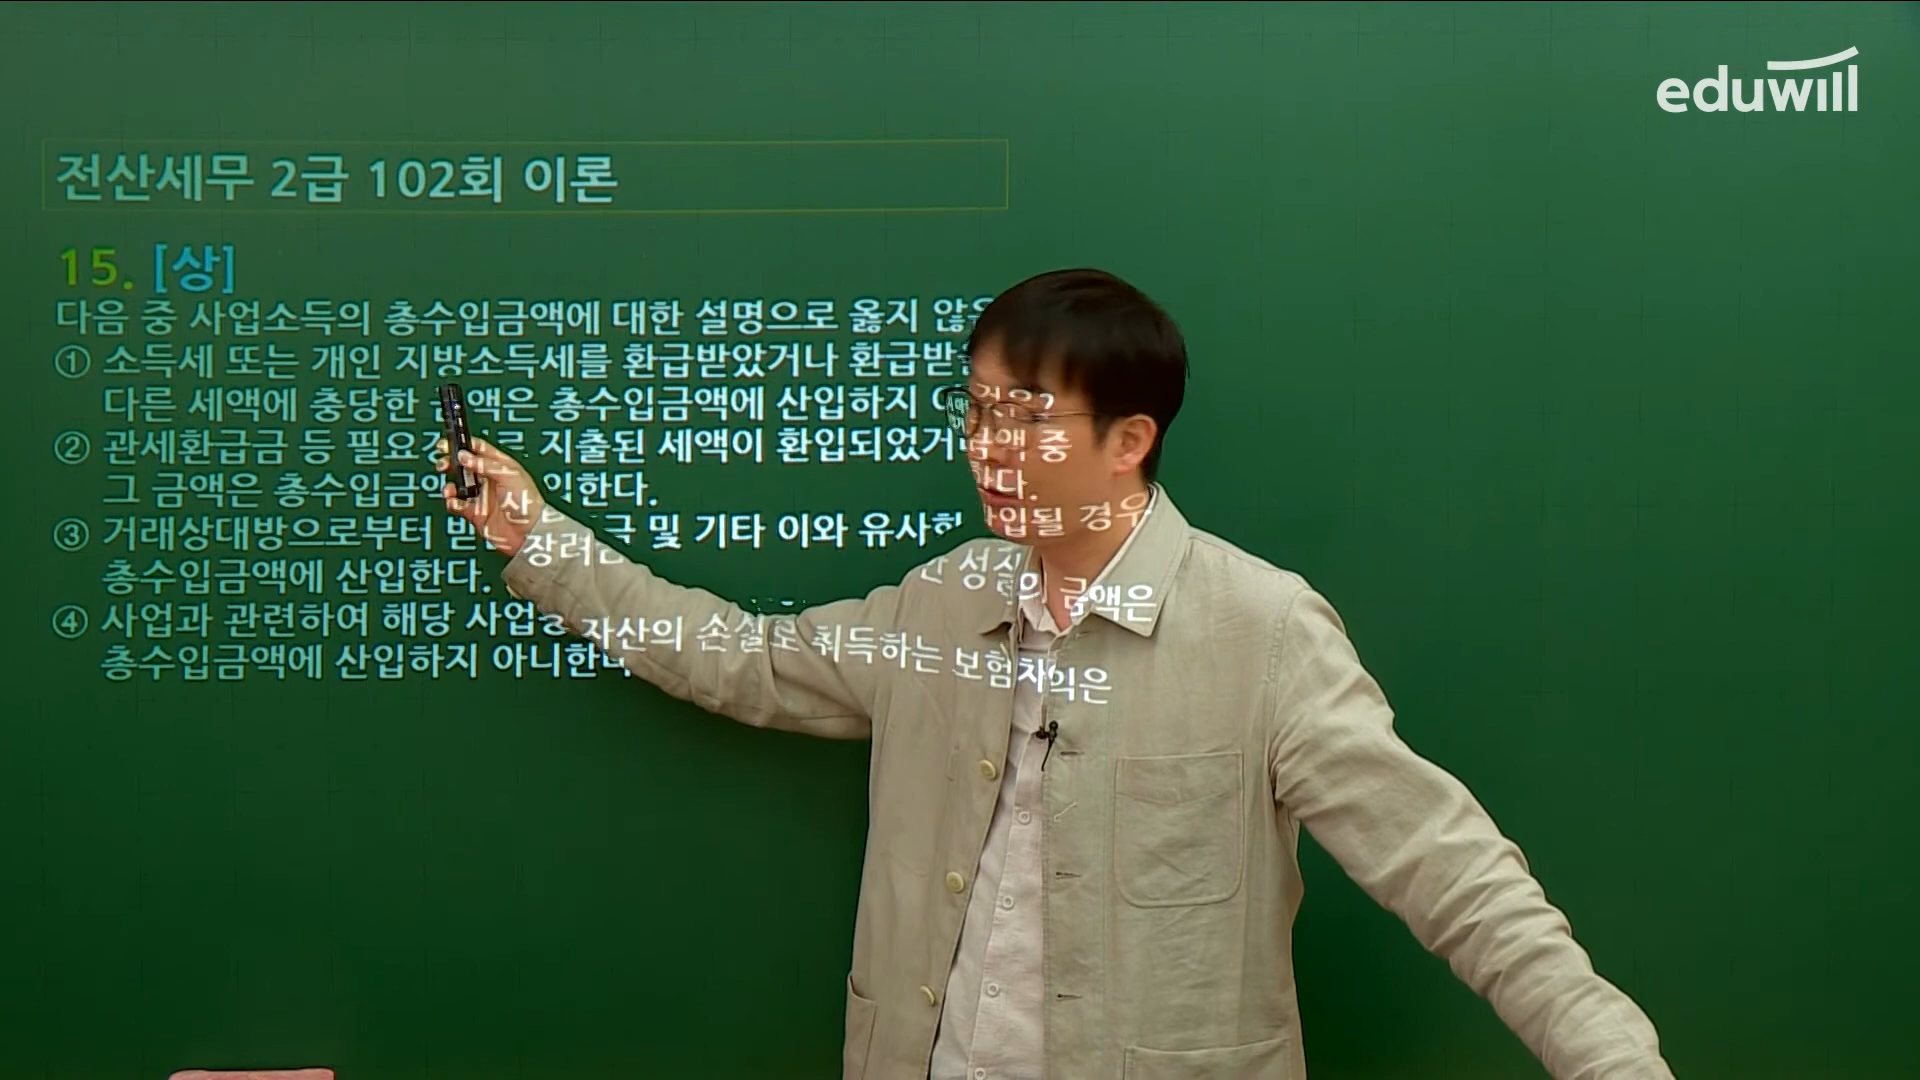 eduwill
전산세무 2급 102회 이론
15. [상]
다음 중 사업소득의 총수입금액에 대한 설명으로 옳지 않은 것은?
① 소득세 또는 개인 지방소득세를 환급받았거나 환급받을 금액 중
다른 세액에 충당한 금액은 총수입금액에 산입하지 아니한다.
② 관세환급금 등 필요경비로 지출된 세액이 환입되었거나 환입될 경우
그 금액은 총수입금액에 산입한다.
③ 거래상대방으로부터 받는 장려금 및 기타 이와 유사한 성질의 금액은
총수입금액에 산입한다.
④ 사업과 관련하여 해당 사업용 자산의 손실로 취득하는 보험차익은
총수입금액에 산입하지 아니한다.